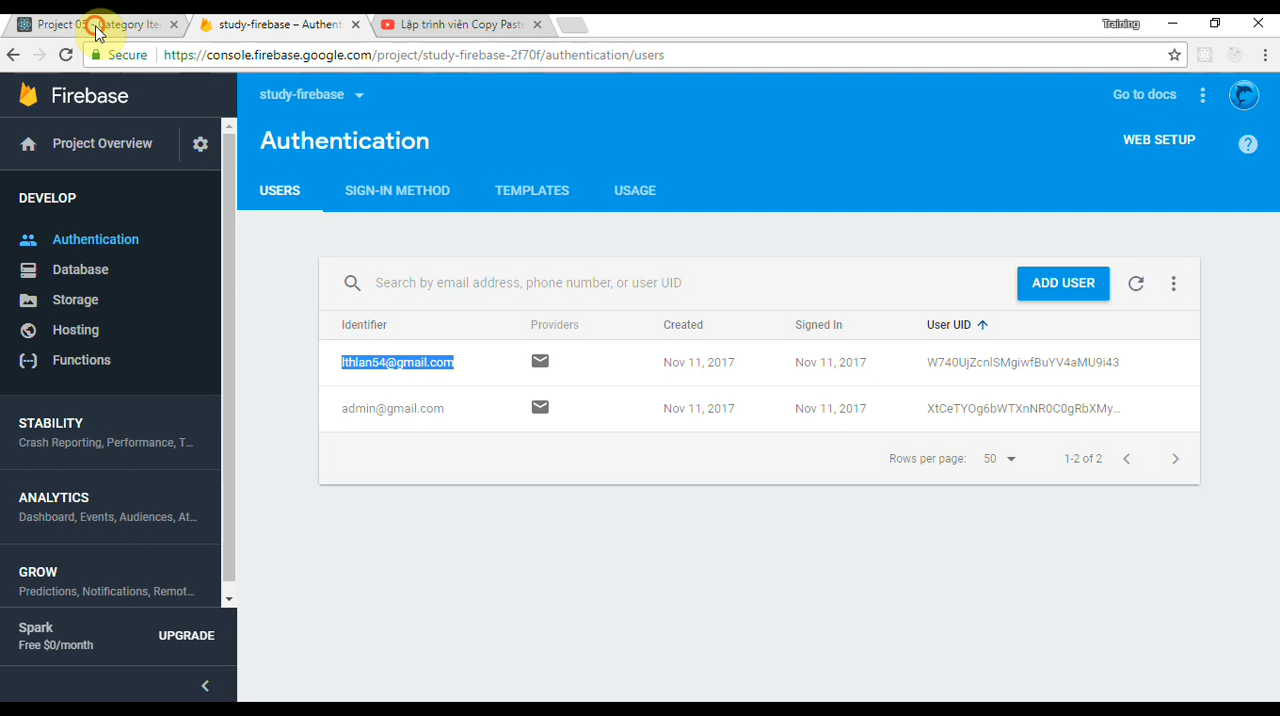 Project 05 - Category Ite
study-firebase – Authent
Lập trình viên Copy Paste
Training
Secure
https://console.firebase.google.com/project/study-firebase-2f70f/authentication/users
Firebase
study-firebase
Go to docs
Project Overview
Authentication
WEB SETUP
USERS
SIGN-IN METHOD
TEMPLATES
USAGE
DEVELOP
Authentication
Database
Storage
Hosting
Functions
Search by email address, phone number, or user UID
ADD USER
Identifier
Providers
Created
Signed In
User UID
lthlan54@gmail.com
Nov 11, 2017
Nov 11, 2017
W740UjZcnlSMgiwfBuYV4aMU9i43
admin@gmail.com
Nov 11, 2017
Nov 11, 2017
XtCeTYOg6bWTXnNR0C0gRbXMy...
Rows per page:
50
1-2 of 2
STABILITY
Crash Reporting, Performance, T...
ANALYTICS
Dashboard, Events, Audiences, At...
GROW
Predictions, Notifications, Remot...
Spark
Free $0/month
UPGRADE